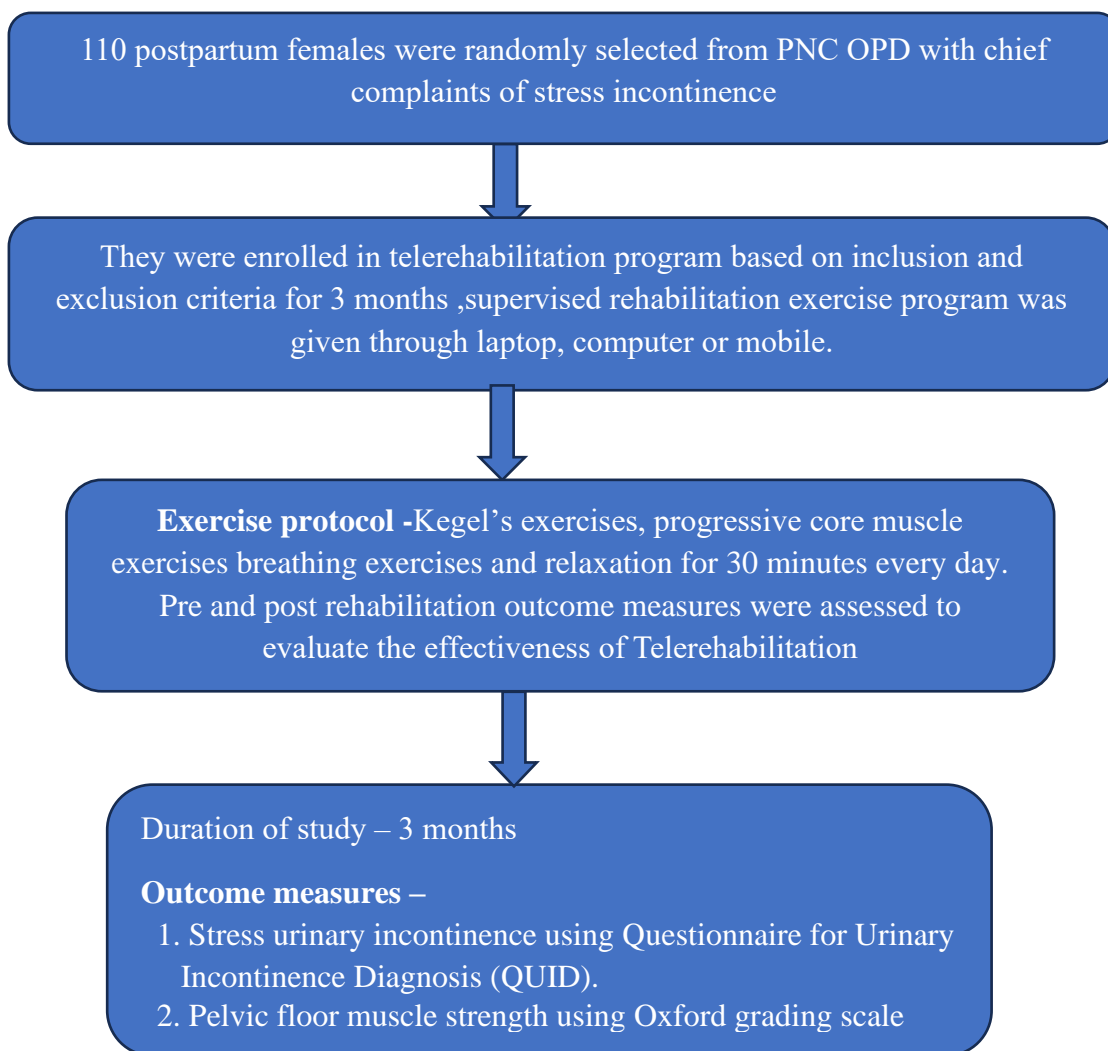 110 postpartum females were randomly selected from PNC OPD with chief
complaints of stress incontinence
They were enrolled in telerehabilitation program based on inclusion and
exclusion criteria for 3 months ,supervised rehabilitation exercise program was
given through laptop, computer or mobile.
Exercise protocol -Kegel’s exercises, progressive core muscle
exercises breathing exercises and relaxation for 30 minutes every day.
Pre and post rehabilitation outcome measures were assessed to
evaluate the effectiveness of Telerehabilitation
Duration of study – 3 months
Outcome measures –
1. Stress urinary incontinence using Questionnaire for Urinary
Incontinence Diagnosis (QUID).
2. Pelvic floor muscle strength using Oxford grading scale